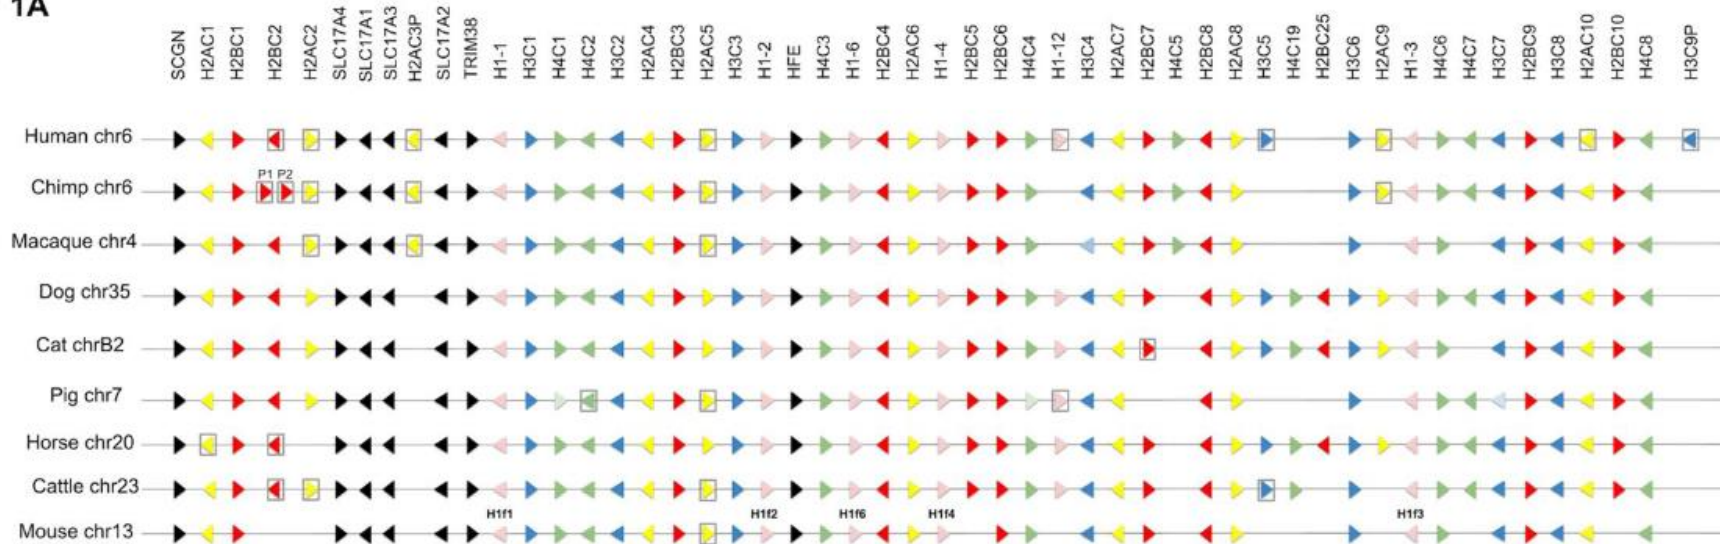 1A
SCGN H2AC1 H2BC1 H2BC2 H2AC2 SLC17A4 SLC17A1 SLC17A3 H2AC3P SLC17A2 TRIM38 H1-1 H3C1 H4C1 H4C2 H3C2 H2AC4 H2BC3 H2AC5 H3C3 H1-2 HFE H4C3 H1-6 H2BC4 H2AC6 H1-4 H2BC5 H2BC6 H4C4 H1-12 H3C4 H2AC7 H2BC7 H4C5 H2BC8 H2AC8 H3C5 H4C19 H2BC25 H3C6 H2AC9 H1-3 H4C6 H4C7 H3C7 H2BC9 H3C8 H2AC10 H2BC10 H4C8 H3C9P
Human chr6
P1 P2
Chimp chr6
Macaque chr4
Dog chr35
Cat chrB2
Pig chr7
Horse chr20
Cattle chr23
H1f1 H1f2 H1f6 H1f4 H1f3
Mouse chr13